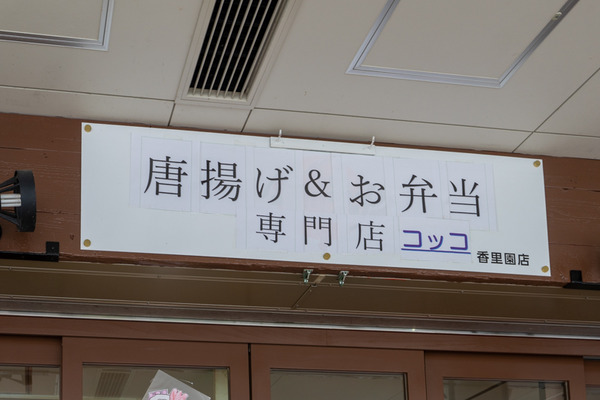 唐揚げ&お弁当
専門店 コッコ 香里園店